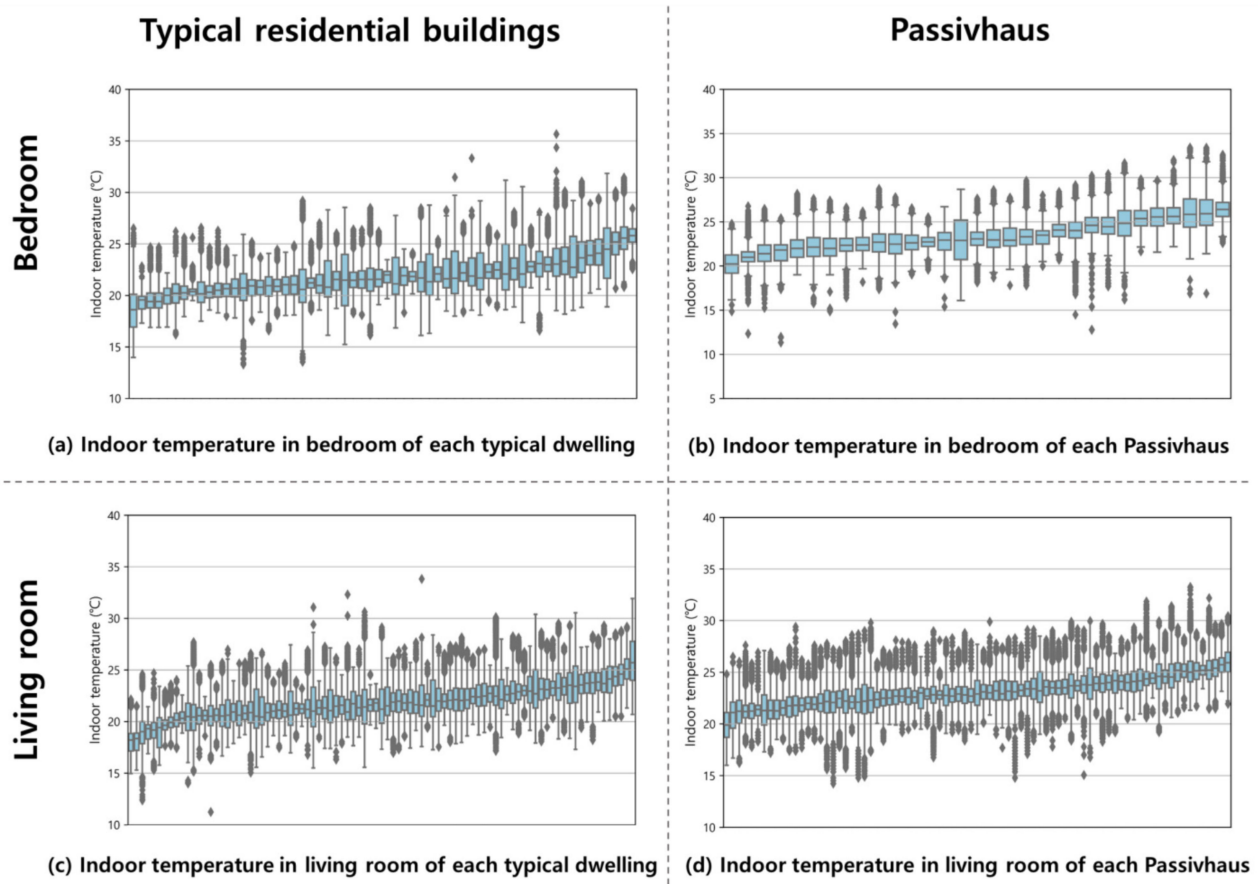 Typical residential buildings
Passivhaus
Bedroom
Indoor temperature (°C)
40
35
30
25
20
15
10
(a) Indoor temperature in bedroom of each typical dwelling
Indoor temperature (°C)
40
35
30
25
20
15
10
5
(b) Indoor temperature in bedroom of each Passivhaus
Living room
Indoor temperature (°C)
40
35
30
25
20
15
10
(c) Indoor temperature in living room of each typical dwelling
Indoor temperature (°C)
40
35
30
25
20
15
10
(d) Indoor temperature in living room of each Passivhaus